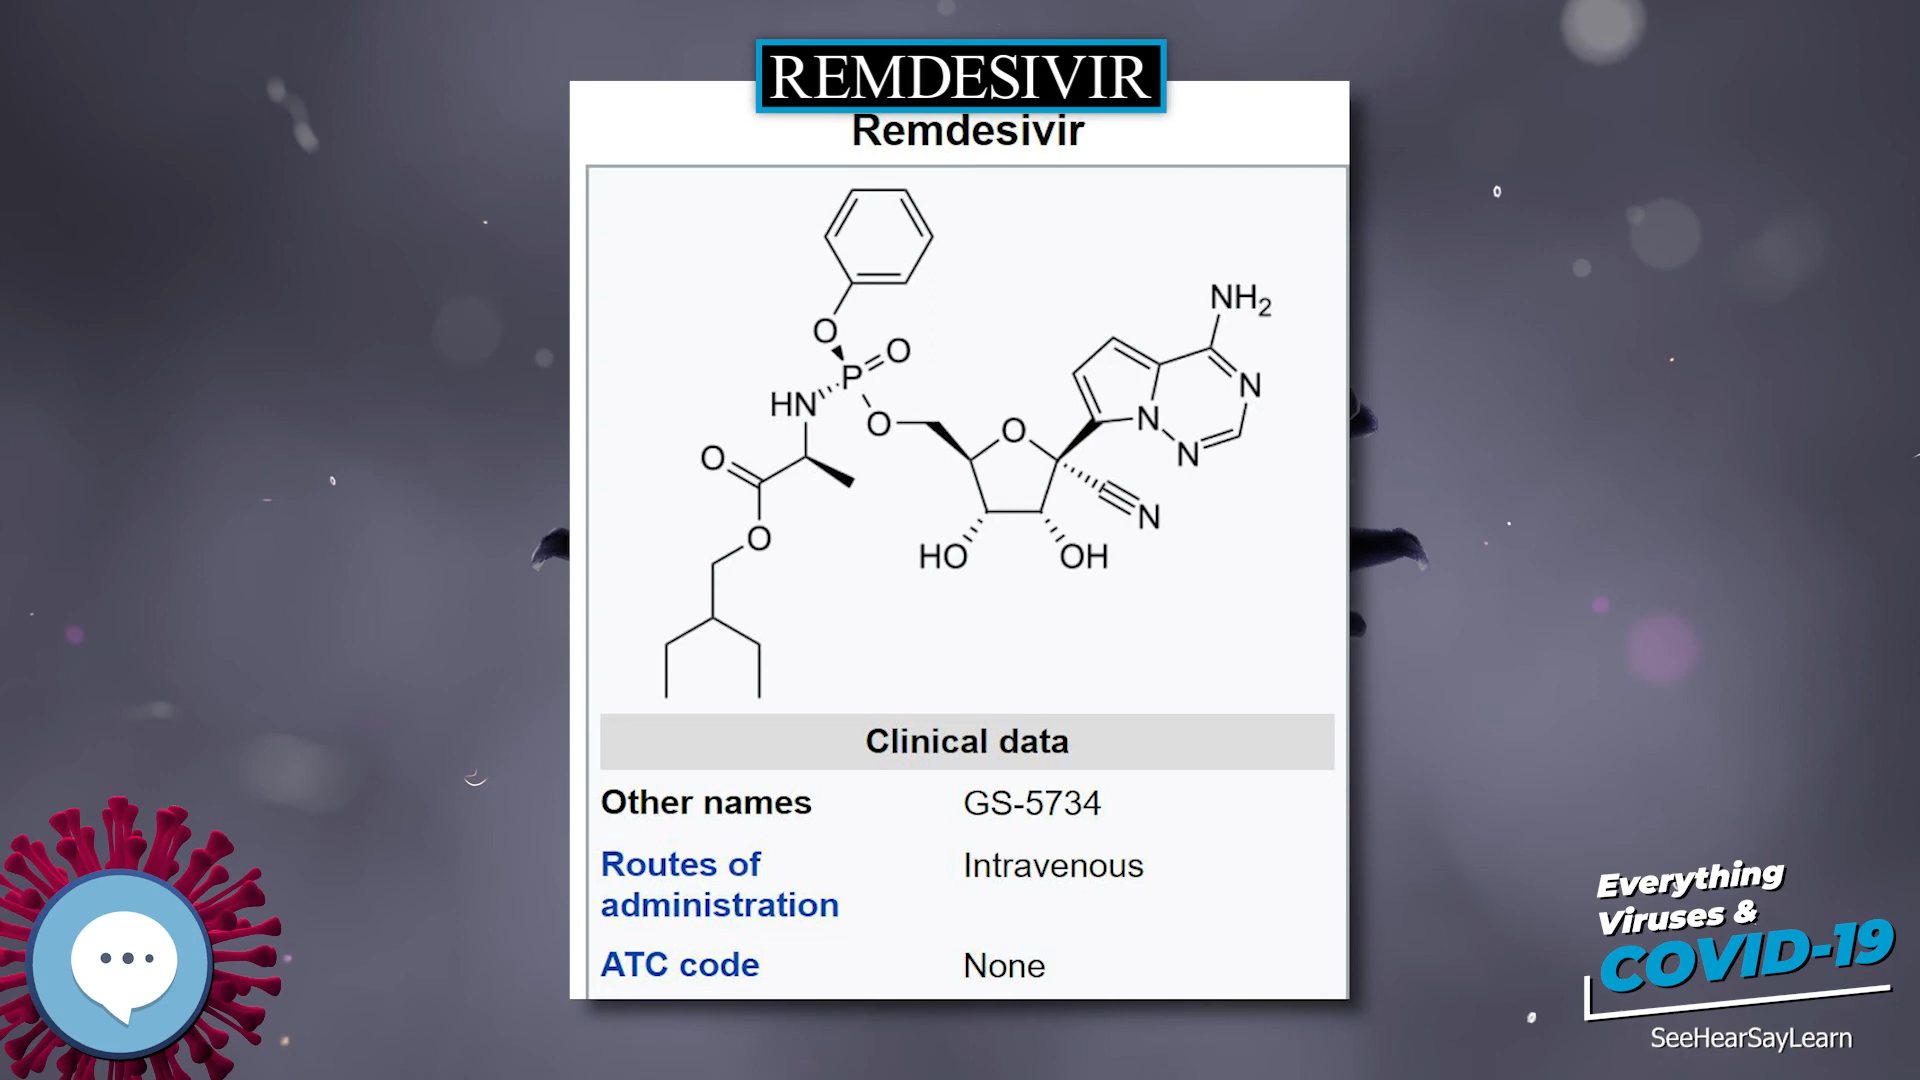 REMDESIVIR
Remdesivir
NH2
O
O
P
N
HN
O
O
N
O
N
N
O
HO
OH
Clinical data
Other names GS-5734
Routes of administration Intravenous
ATC code None
Everything
Viruses &
COVID-19
SeeHearSayLearn